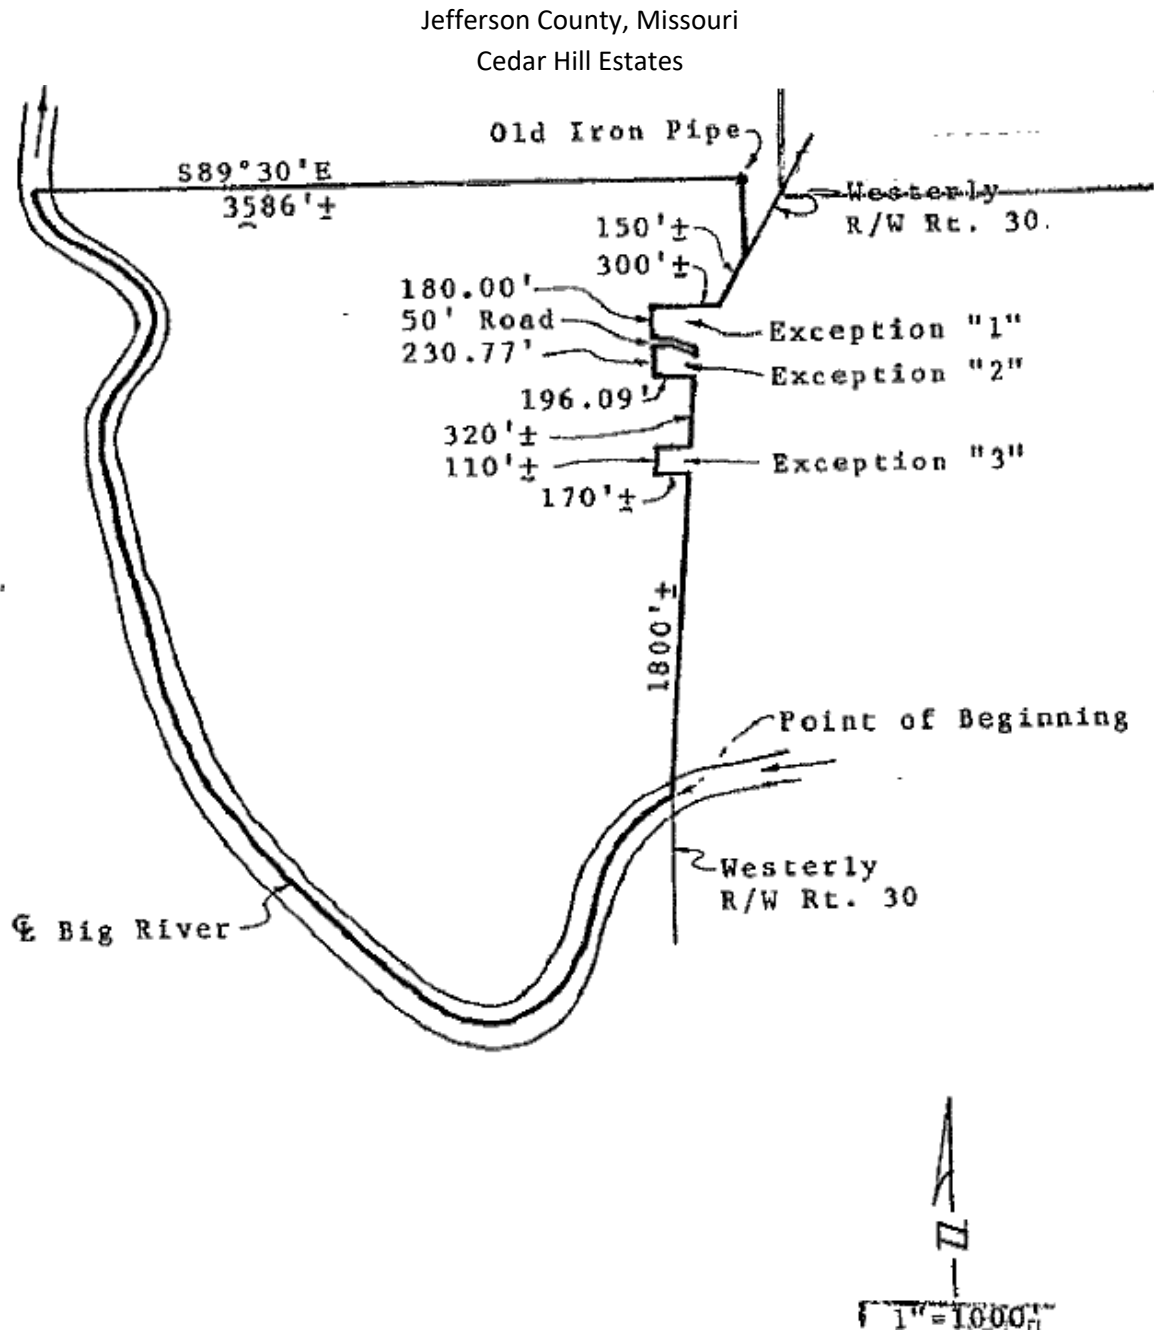 Jefferson County, Missouri
Cedar Hill Estates
Old Iron Pipe
S89°30'E
3586'±
Westerly
R/W Rt. 30.
150'±
300'±
180.00'
50' Road
230.77'
Exception "1"
Exception "2"
196.09'
320'±
110'±
Exception "3"
170'±
1800'±
Point of Beginning
Westerly
R/W Rt. 30
℄ Big River
N
1"=1000'